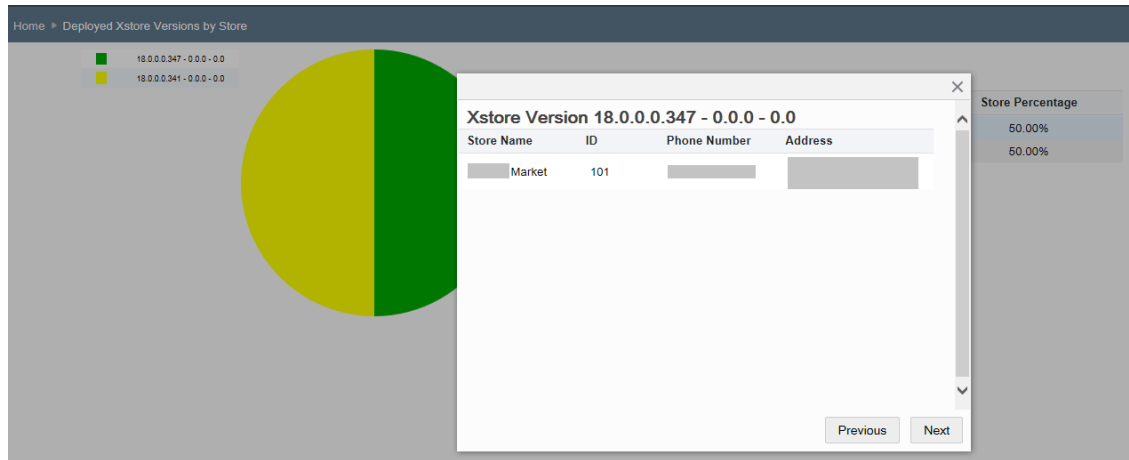 Home ▸ Deployed Xstore Versions by Store
18.0.0.0.347 - 0.0.0 - 0.0
18.0.0.0.341 - 0.0.0 - 0.0
Store Percentage
50.00%
50.00%
Xstore Version 18.0.0.0.347 - 0.0.0 - 0.0
Store Name ID Phone Number Address
Market 101
Previous Next